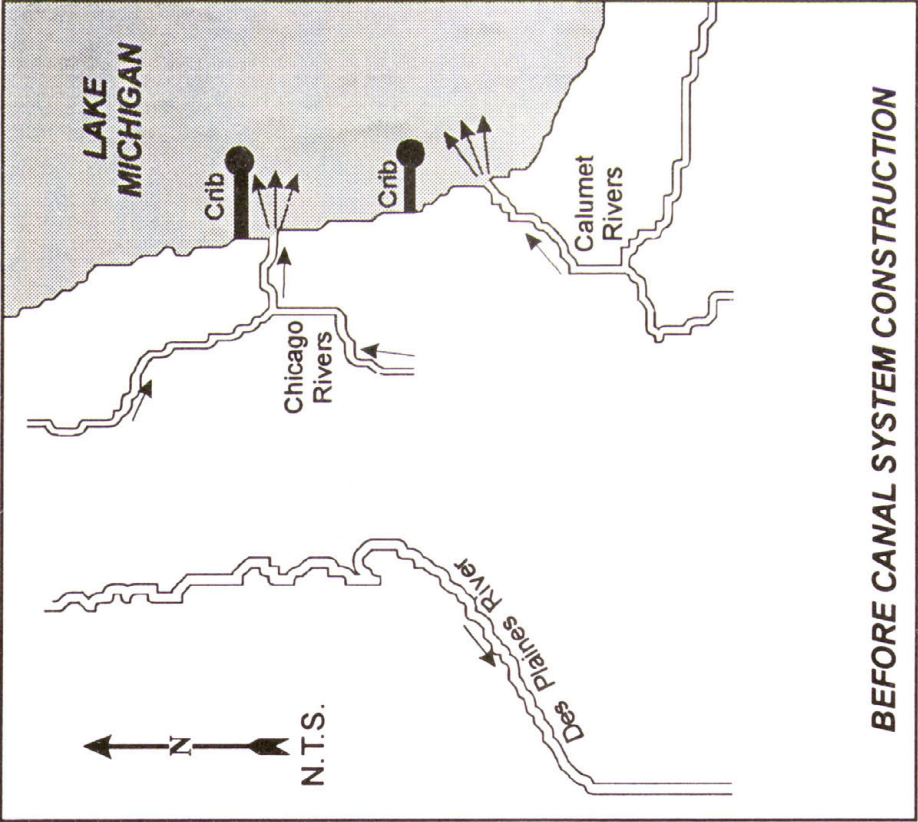 LAKE
MICHIGAN
Crib
Crib
Chicago
Rivers
Calumet
Rivers
Des Plaines River
N
N.T.S.
BEFORE CANAL SYSTEM CONSTRUCTION